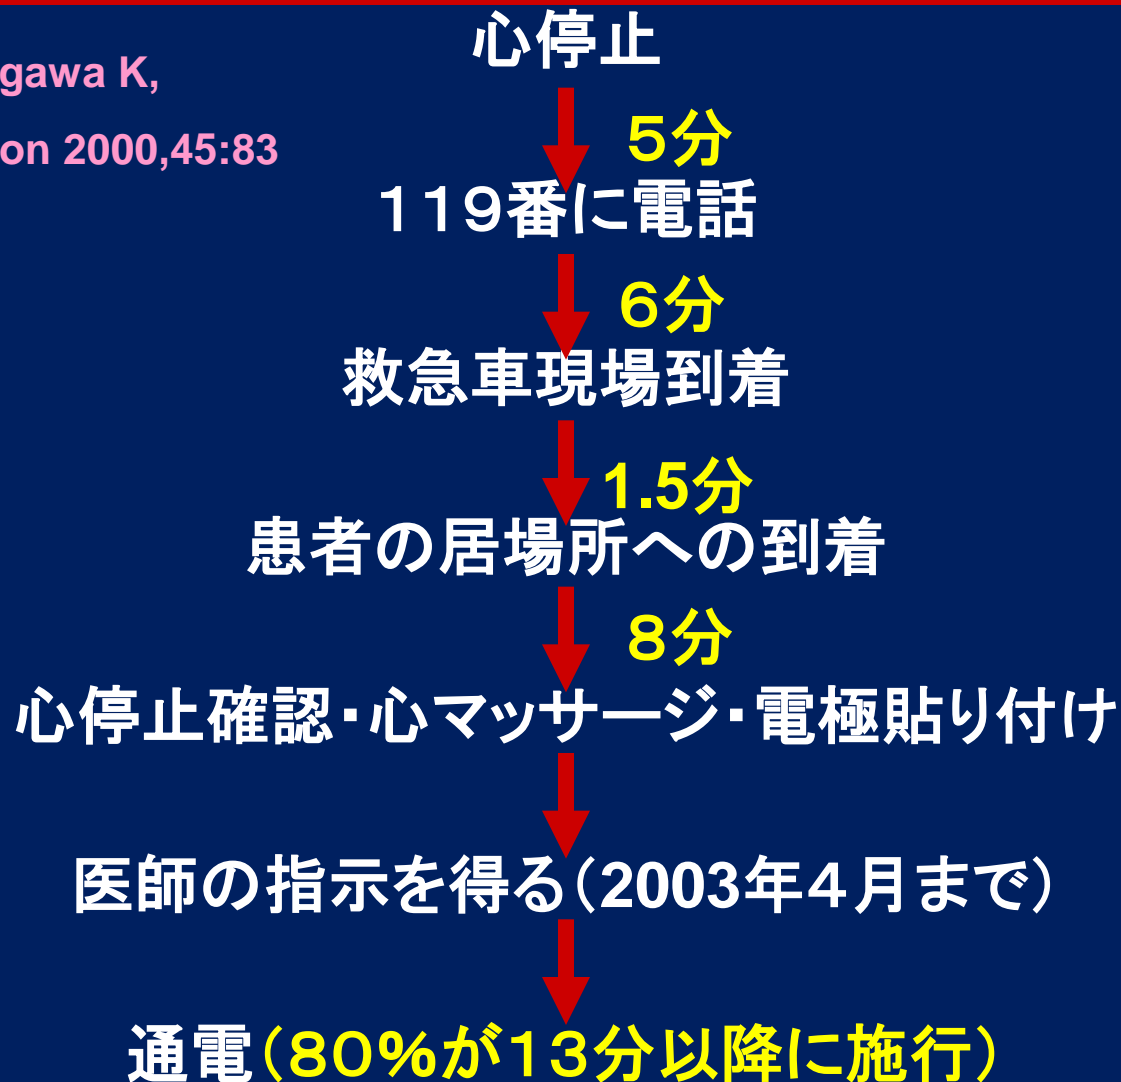 心停止
gawa K,
on 2000,45:83
5分
119番に電話
6分
救急車現場到着
1.5分
患者の居場所への到着
8分
心停止確認・心マッサージ・電極貼り付け
医師の指示を得る(2003年4月まで)
通電(80%が13分以降に施行)